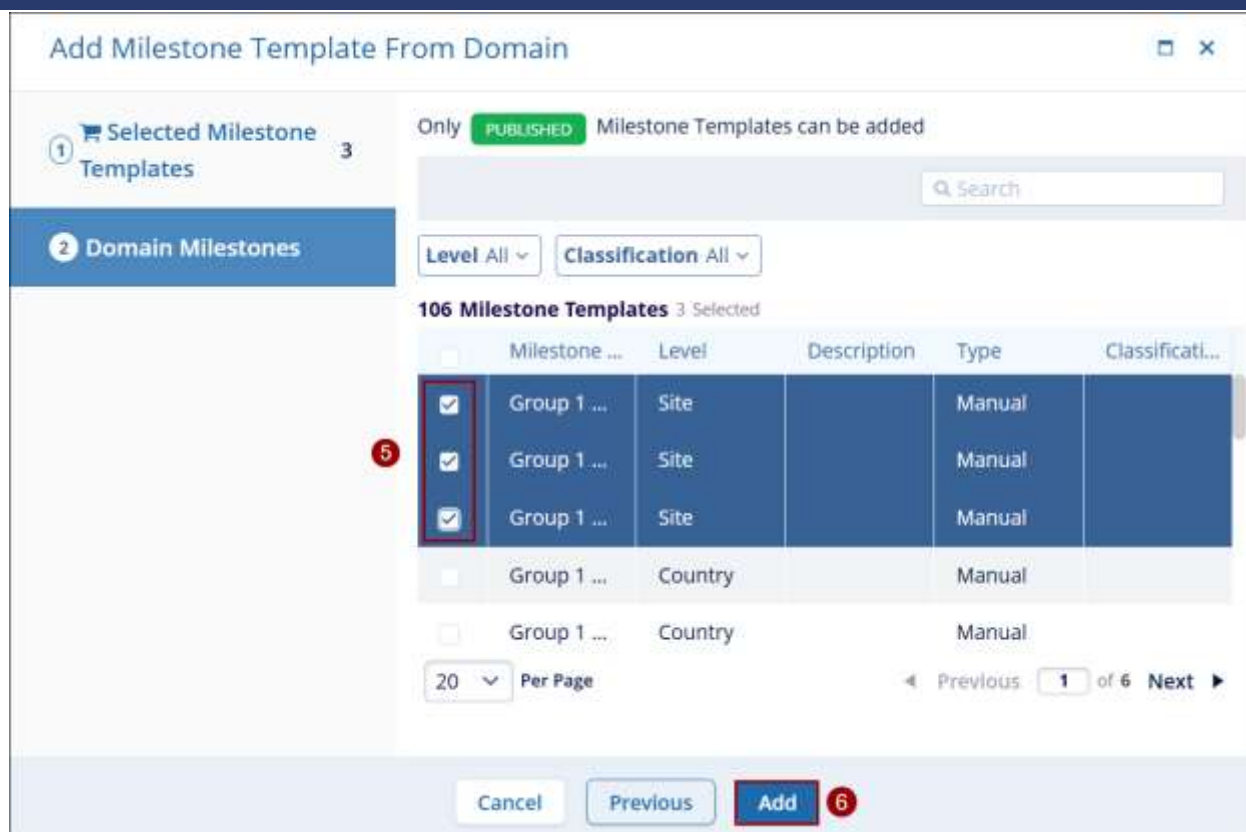 Add Milestone Template From Domain
1 Selected Milestone Templates 3
2 Domain Milestones
Only PUBLISHED Milestone Templates can be added
Search
Level All Classification All
106 Milestone Templates 3 Selected
Milestone ... Level Description Type Classificati...
Group 1 ... Site Manual
5
Group 1 ... Site Manual
Group 1 ... Site Manual
Group 1 ... Country Manual
Group 1 ... Country Manual
20 Per Page Previous 1 of 6 Next
Cancel Previous Add 6